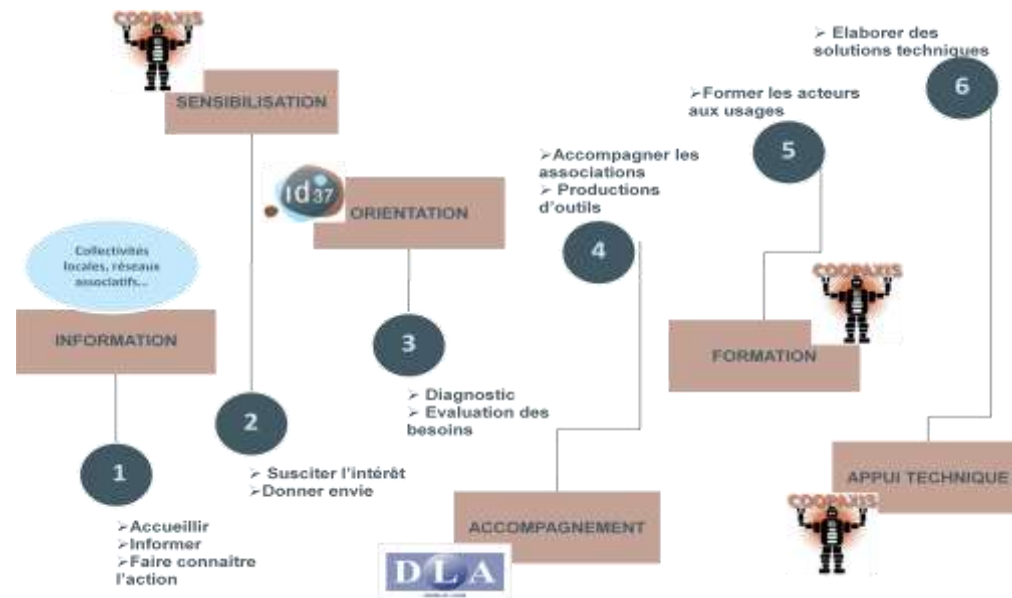 COOPAXIS
SENSIBILISATION
2
➢ Susciter l'intérêt
➢Donner envie
Collectivités
locales, réseaux
associatifs...
INFORMATION
1
➢Accueillir
➢Informer
➢Faire connaître
l'action
id37
ORIENTATION
3
➢ Diagnostic
➢ Evaluation des
besoins
➢Accompagner les
associations
➢ Productions
d'outils
4
ACCOMPAGNEMENT
DLA
➢Former les acteurs
aux usages
5
COOPAXIS
FORMATION
➢ Elaborer des
solutions techniques
6
APPUI TECHNIQUE
COOPAXIS